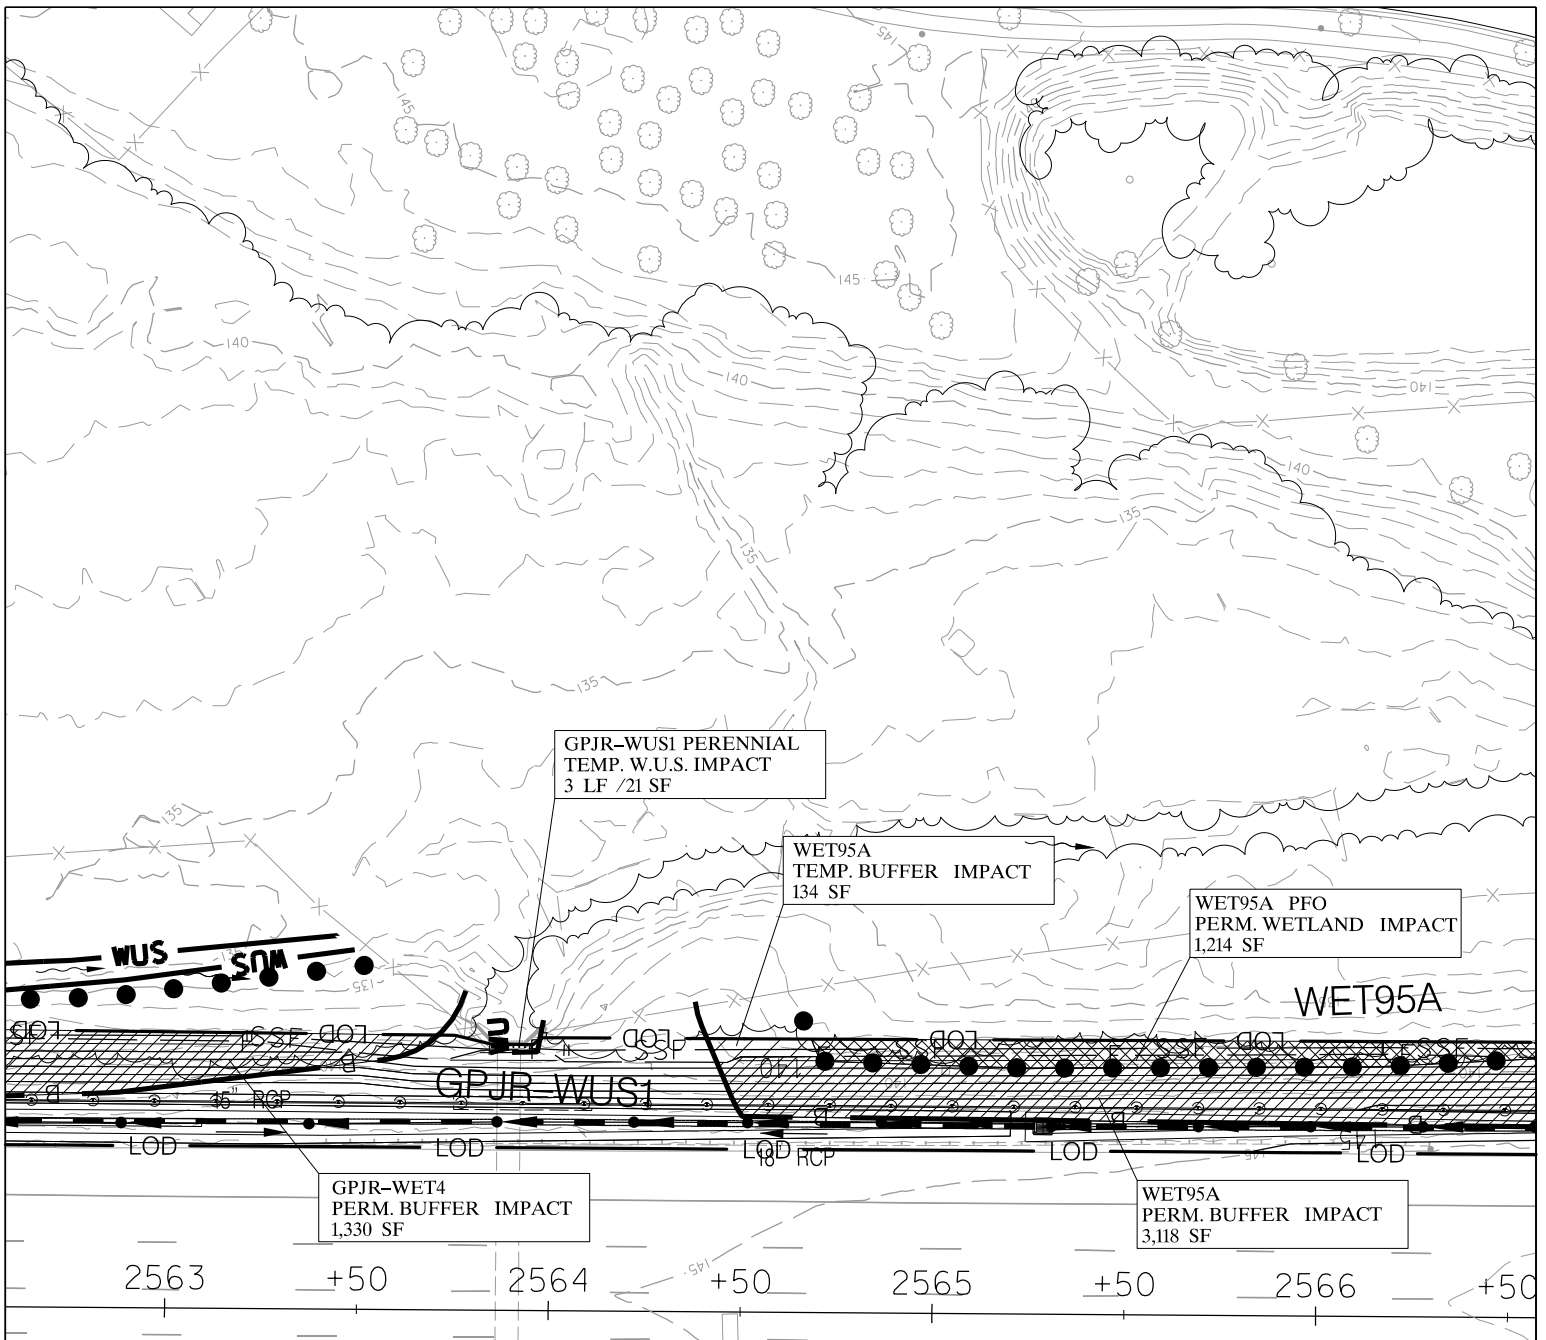 145
145
145
140
140
140
140
135
135
135
GPJR-WUS1 PERENNIAL
TEMP. W.U.S. IMPACT
3 LF /21 SF
135
WET95A
TEMP. BUFFER IMPACT
134 SF
WET95A PFO
PERM. WETLAND IMPACT
1,214 SF
WUS
WUS
135
WET95A
LOD
SSF
LOD
LOD
SSF
LOD
LOD
SSF
140
B
GPJR-WUS1
B
15" RCP
B
B
B
LOD
LOD
LOD
18" RCP
LOD
145
LOD
GPJR-WET4
PERM. BUFFER IMPACT
1,330 SF
WET95A
PERM. BUFFER IMPACT
3,118 SF
145
2563
+50
2564
+50
2565
+50
2566
+50